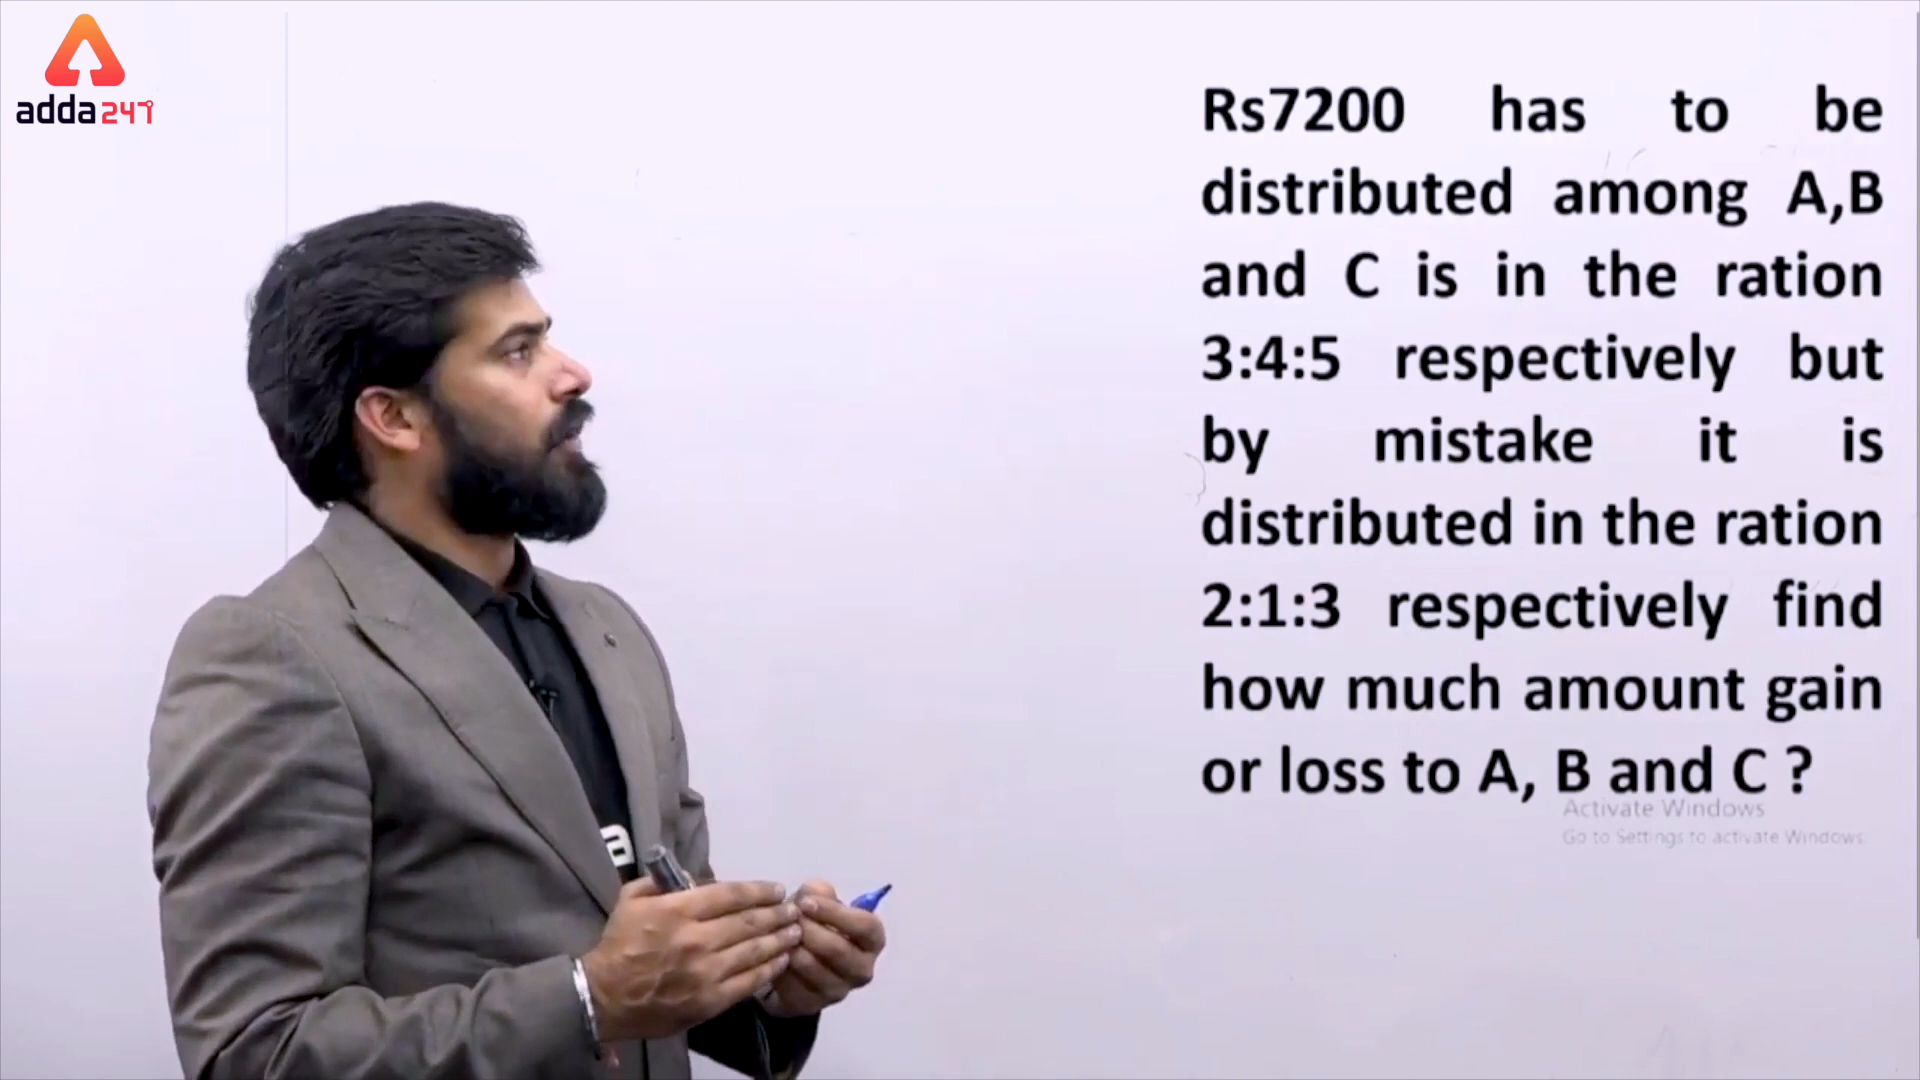 adda247
Rs7200 has to be
distributed among A,B
and C is in the ration
3:4:5 respectively but
by mistake it is
distributed in the ration
2:1:3 respectively find
how much amount gain
or loss to A, B and C ?
Activate Windows
Go to Settings to activate Windows.
a